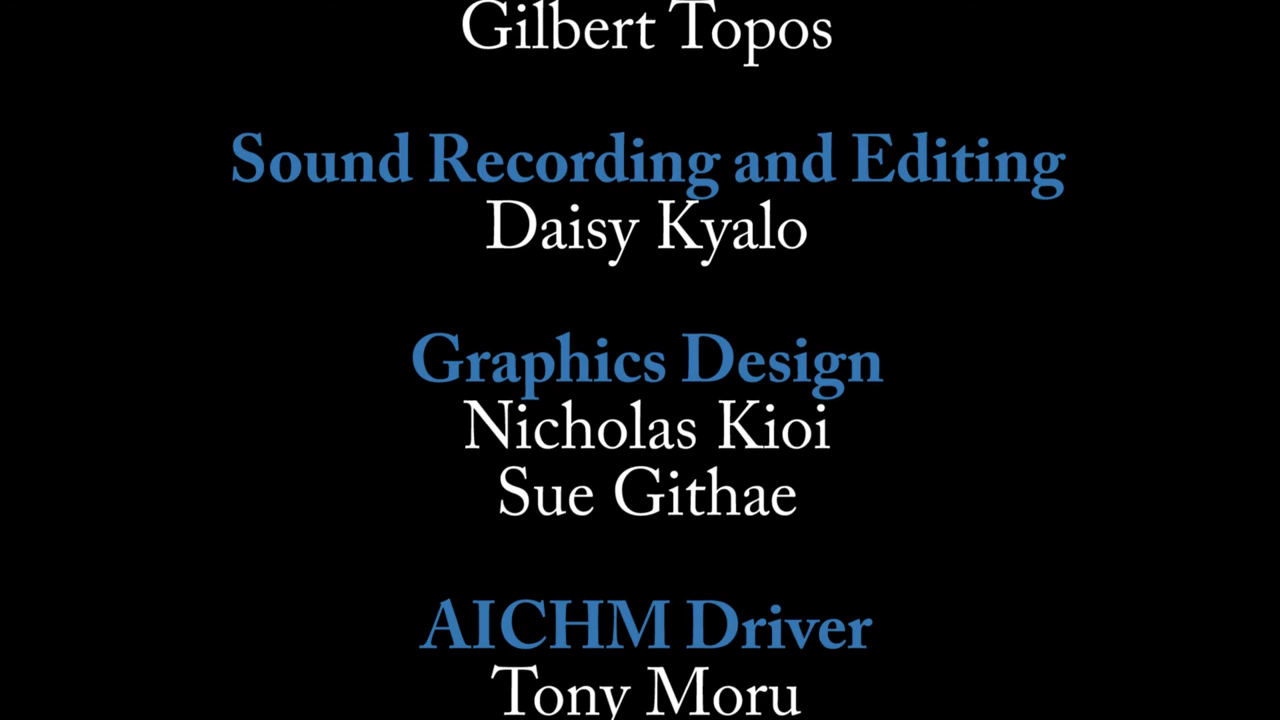 Gilbert Topos
Sound Recording and Editing
Daisy Kyalo
Graphics Design
Nicholas Kioi
Sue Githae
AICHM Driver
Tony Moru